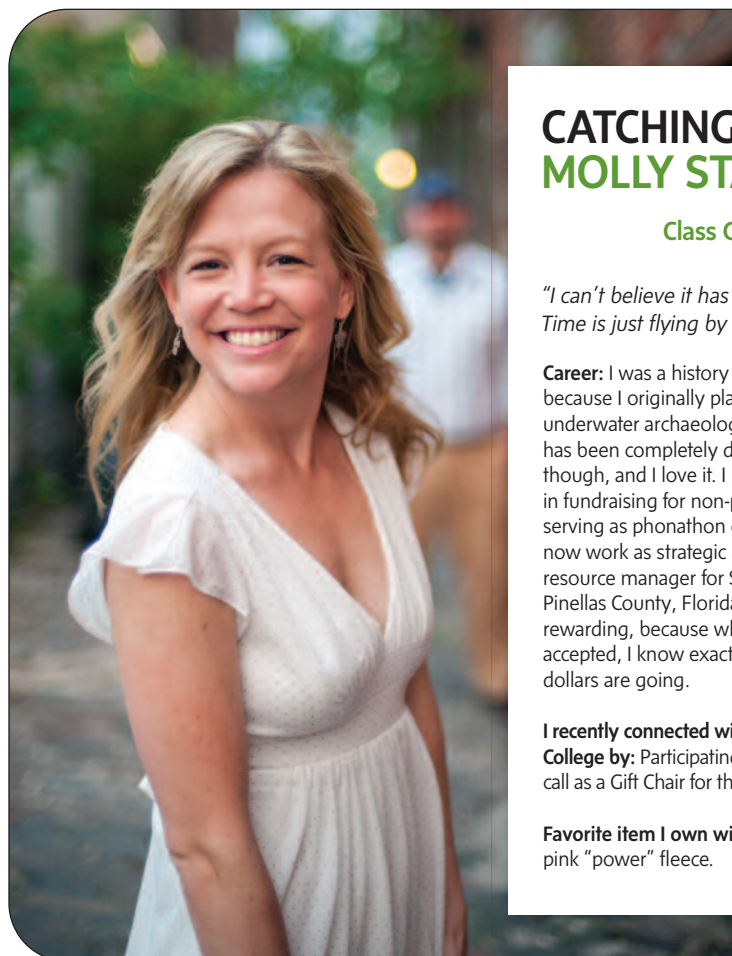 CATCHING
MOLLY STA
Class O
"I can't believe it has
Time is just flying by
Career: I was a history
because I originally pla
underwater archaeolog
has been completely d
though, and I love it. I
in fundraising for non-p
serving as phonathon
now work as strategic
resource manager for S
Pinellas County, Florida
rewarding, because wh
accepted, I know exact
dollars are going.
I recently connected wi
College by: Participating
call as a Gift Chair for th
Favorite item I own wi
pink "power" fleece.